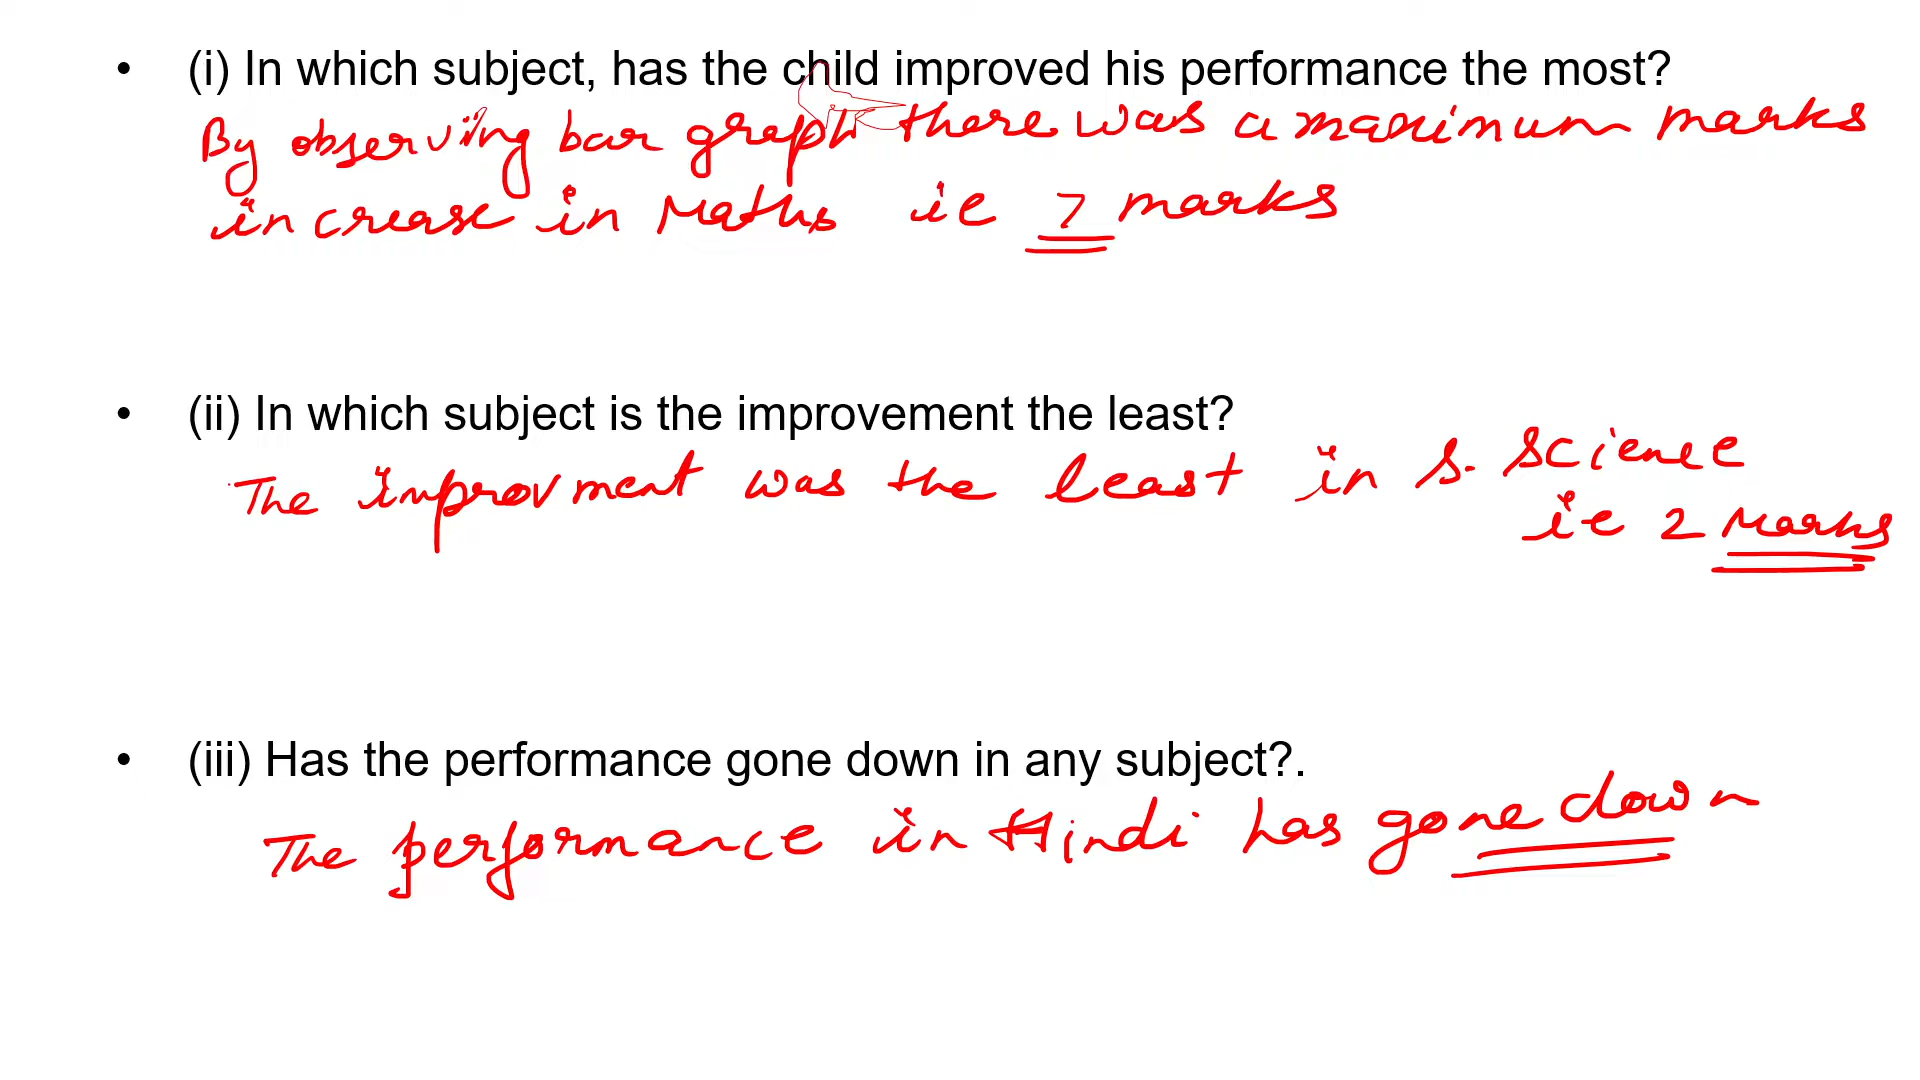 • (i) In which subject, has the child improved his performance the most?
By observing bar graph there was a maximum marks
increase in Maths ie 7 marks
• (ii) In which subject is the improvement the least?
The improvment was the least in S. Science
ie 2 Marks
• (iii) Has the performance gone down in any subject?.
The performance in Hindi has gone down